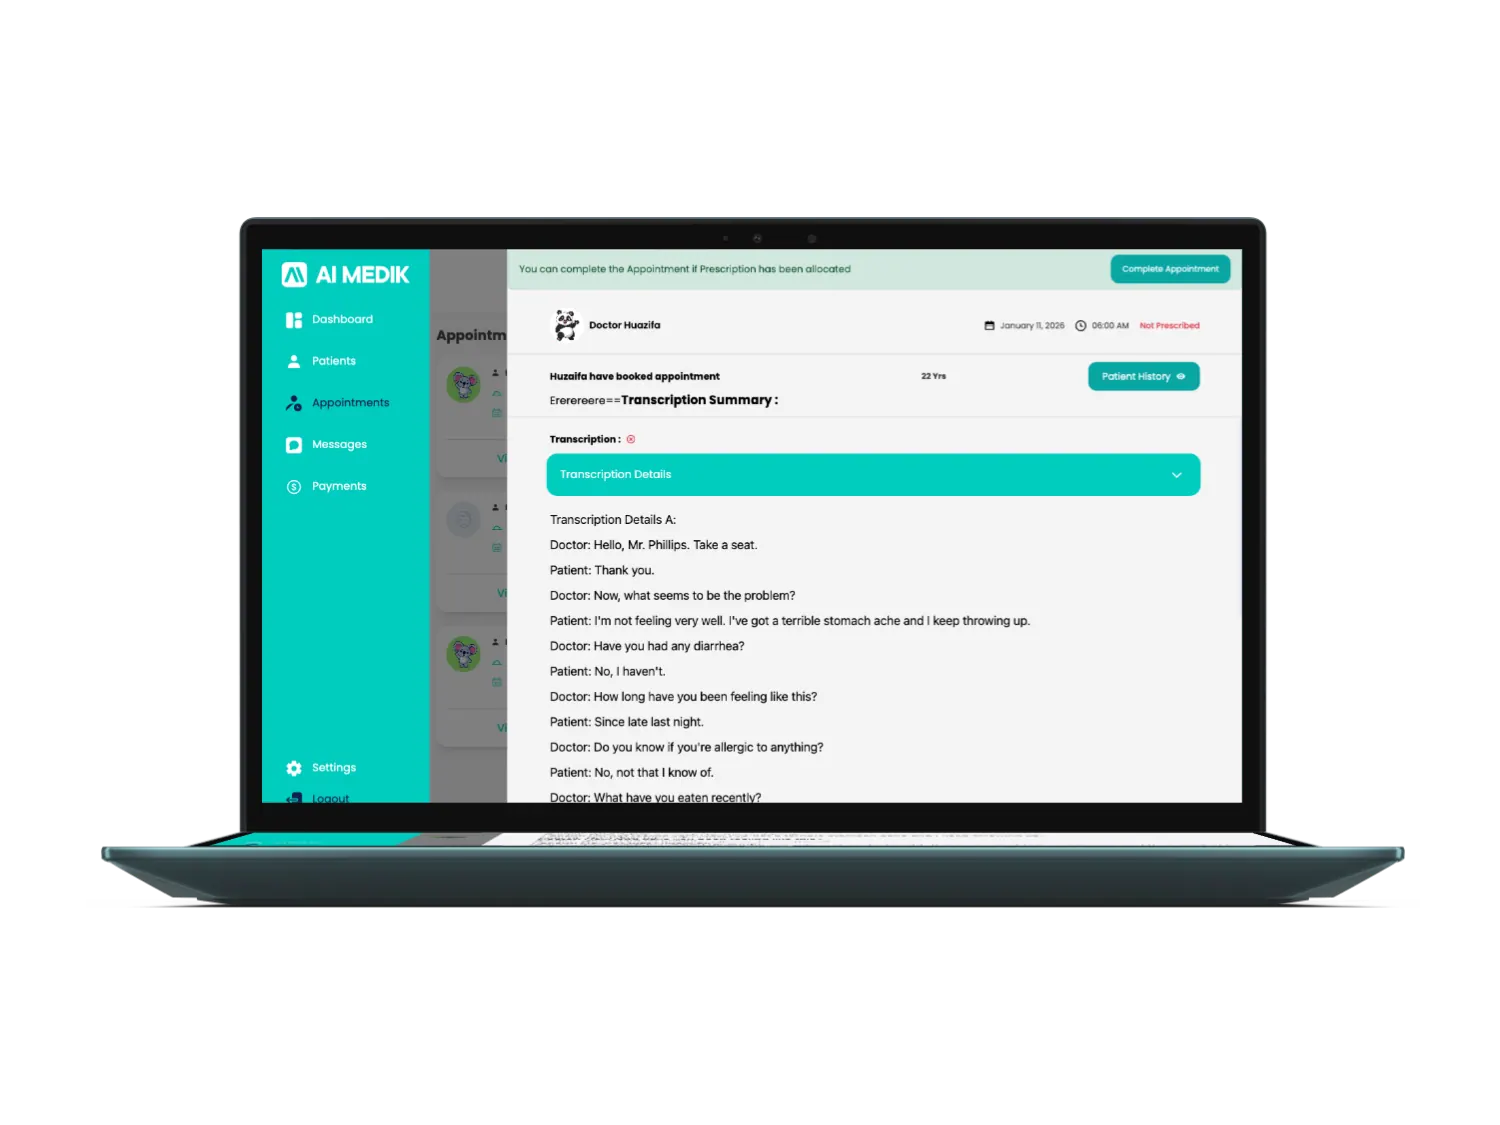 AI MEDIK
Dashboard
Patients
Appointments
Messages
Payments
Settings
Logout
Appointm
Vi
Vi
Vi
You can complete the Appointment if Prescription has been allocated
Complete Appointment
Doctor Huazifa
January 11, 2026
06:00 AM
Not Prescribed
Huzaifa have booked appointment
22 Yrs
Patient History
Ererereere==Transcription Summary :
Transcription :
Transcription Details
Transcription Details A:
Doctor: Hello, Mr. Phillips. Take a seat.
Patient: Thank you.
Doctor: Now, what seems to be the problem?
Patient: I'm not feeling very well. I've got a terrible stomach ache and I keep throwing up.
Doctor: Have you had any diarrhea?
Patient: No, I haven't.
Doctor: How long have you been feeling like this?
Patient: Since late last night.
Doctor: Do you know if you're allergic to anything?
Patient: No, not that I know of.
Doctor: What have you eaten recently?